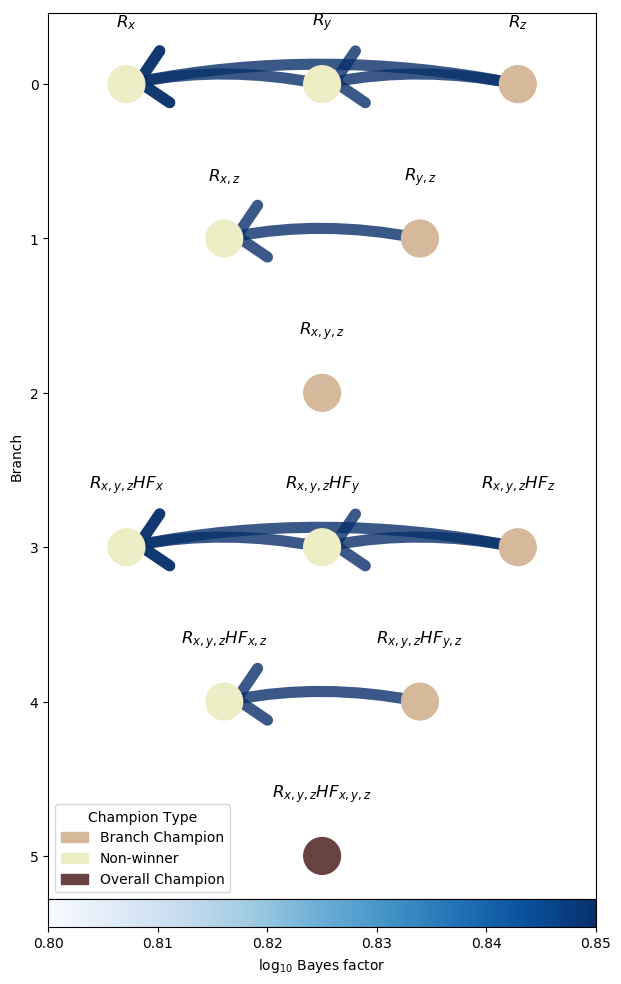 R_x R_y R_z
0
R_{x,z} R_{y,z}
1
R_{x,y,z}
2
Branch
R_{x,y,z}HF_x R_{x,y,z}HF_y R_{x,y,z}HF_z
3
R_{x,y,z}HF_{x,z} R_{x,y,z}HF_{y,z}
4
R_{x,y,z}HF_{x,y,z}
Champion Type
Branch Champion
Non-winner
Overall Champion
5
0.80 0.81 0.82 0.83 0.84 0.85
log_{10} Bayes factor